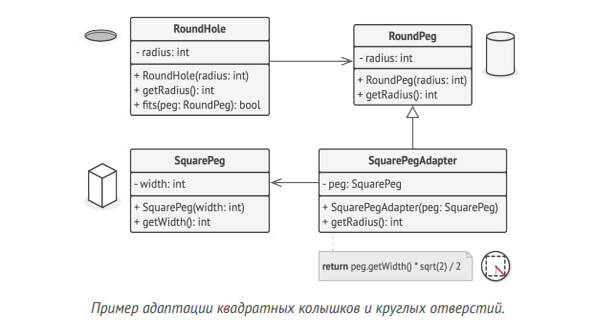 RoundHole
- radius: int
+ RoundHole(radius: int)
+ getRadius(): int
+ fits(peg: RoundPeg): bool
RoundPeg
- radius: int
+ RoundPeg(radius: int)
+ getRadius(): int
SquarePeg
- width: int
+ SquarePeg(width: int)
+ getWidth(): int
SquarePegAdapter
- peg: SquarePeg
+ SquarePegAdapter(peg: SquarePeg)
+ getRadius(): int
return peg.getWidth() * sqrt(2) / 2
Пример адаптации квадратных колышков и круглых отверстий.